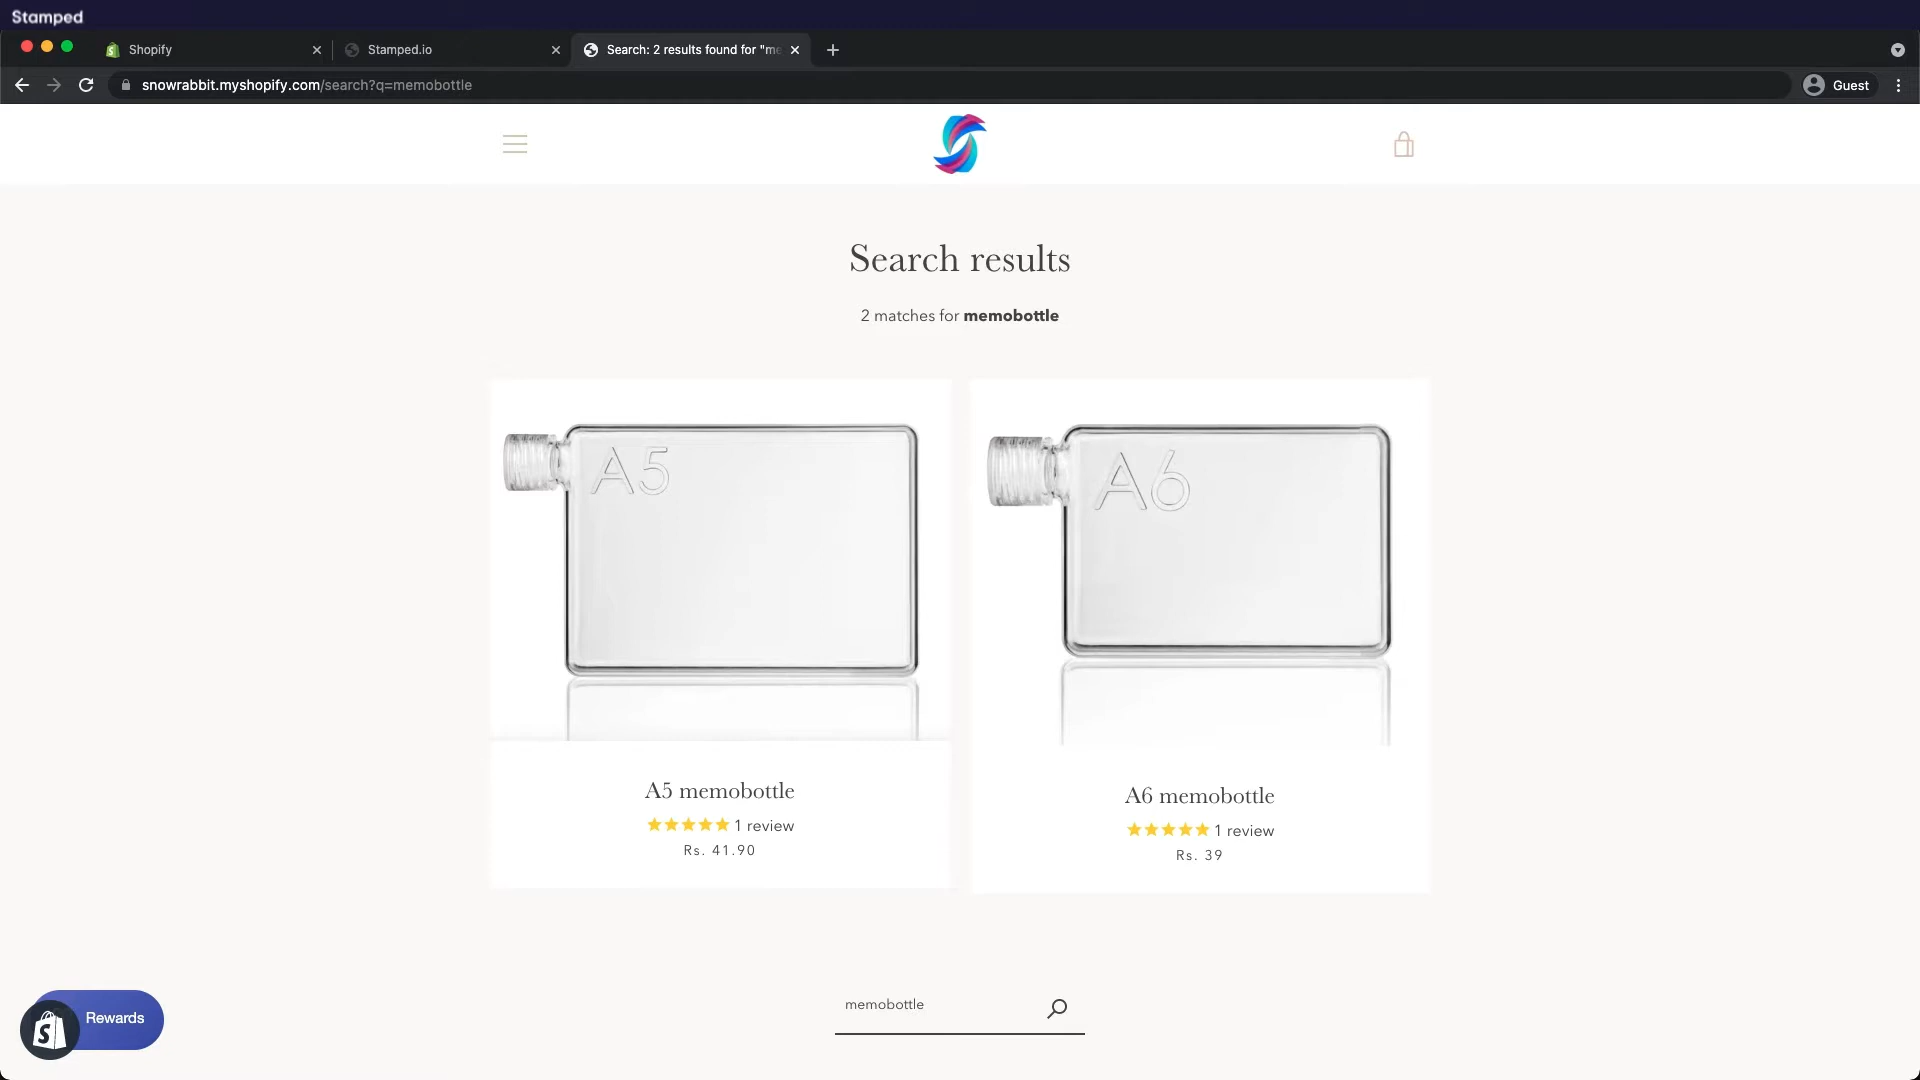 Stamped
Shopify
Stamped.io
Search: 2 results found for "me
snowrabbit.myshopify.com/search?q=memobottle
Guest
Search results
2 matches for memobottle
A5
A6
A5 memobottle
1 review
Rs. 41.90
A6 memobottle
1 review
Rs. 39
memobottle
Rewards